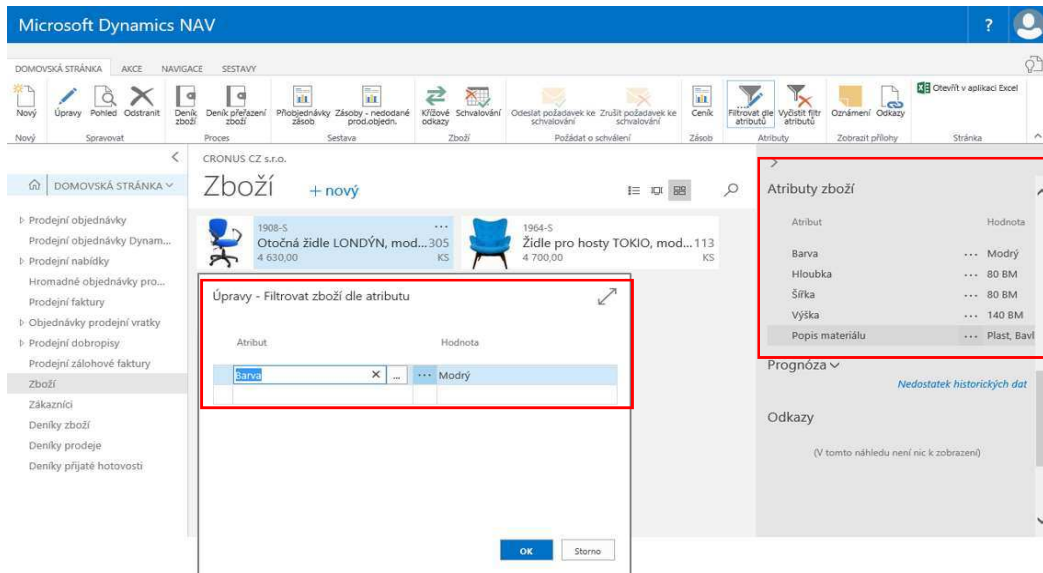 Microsoft Dynamics NAV
?
DOMOVSKÁ STRÁNKA AKCE NAVIGACE SESTAVY
Nový Úpravy Pohled Odstranit Deník zboží Deník přeřazení zboží Přiobjednávky zásob Zásoby - nedodané prod.objedn. Křížové odkazy Schvalování Odeslat požadavek ke schvalování Zrušit požadavek ke schvalování Ceník Filtrovat dle atributů Vyčistit filtr atributů Oznámení Odkazy Otevřít v aplikaci Excel
Nový Spravovat Proces Sestava Zboží Požádat o schválení Zásob Atributy Zobrazit přílohy Stránka
CRONUS CZ s.r.o.
DOMOVSKÁ STRÁNKA
Zboží + nový
Prodejní objednávky
Prodejní objednávky Dynam...
Prodejní nabídky
Hromadné objednávky pro...
Prodejní faktury
Objednávky prodejní vratky
Prodejní dobropisy
Prodejní zálohové faktury
Zboží
Zákazníci
Deníky zboží
Deníky prodeje
Deníky přijaté hotovosti
1908-S ...
Otočná židle LONDÝN, mod... 305
4 630,00 KS
1964-S
Židle pro hosty TOKIO, mod... 113
4 700,00 KS
Úpravy - Filtrovat zboží dle atributu
Atribut Hodnota
Barva ... ... Modrý
OK Storno
Atributy zboží
Atribut Hodnota
Barva ... Modrý
Hloubka ... 80 BM
Šířka ... 80 BM
Výška ... 140 BM
Popis materiálu ... Plast, Bavl
Prognóza
Nedostatek historických dat
Odkazy
(V tomto náhledu není nic k zobrazení)